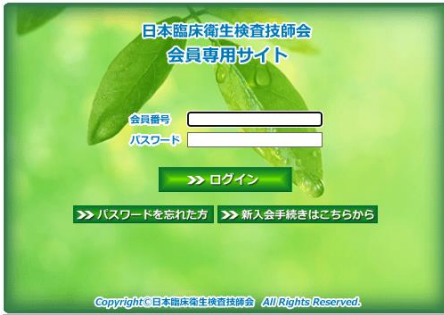 日本臨床衛生検査技師会
会員専用サイト
会員番号
パスワード
>> ログイン
>> パスワードを忘れた方
>> 新入会手続きはこちらから
Copyright©日本臨床衛生検査技師会 All Rights Reserved.